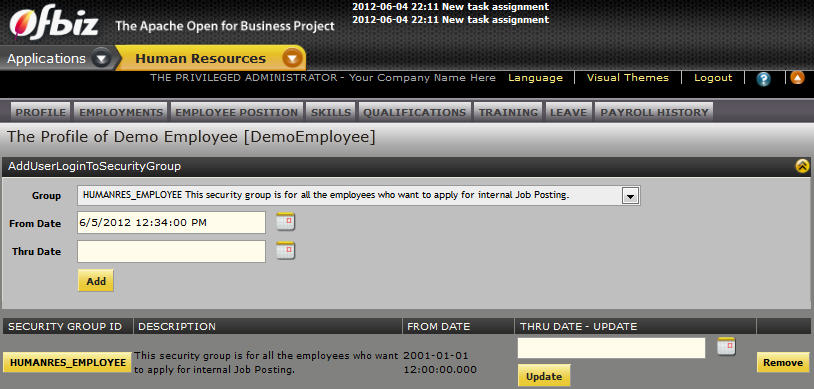 2012-06-04 22:11 New task assignment
2012-06-04 22:11 New task assignment
Ofbiz The Apache Open for Business Project
Applications Human Resources
THE PRIVILEGED ADMINISTRATOR - Your Company Name Here Language Visual Themes Logout ?
PROFILE EMPLOYMENTS EMPLOYEE POSITION SKILLS QUALIFICATIONS TRAINING LEAVE PAYROLL HISTORY
The Profile of Demo Employee [DemoEmployee]
AddUserLoginToSecurityGroup
Group HUMANRES_EMPLOYEE This security group is for all the employees who want to apply for internal Job Posting.
From Date 6/5/2012 12:34:00 PM
Thru Date
Add
SECURITY GROUP ID DESCRIPTION FROM DATE THRU DATE - UPDATE
HUMANRES_EMPLOYEE This security group is for all the employees who want 2001-01-01 Remove
to apply for internal Job Posting. 12:00:00.000
Update